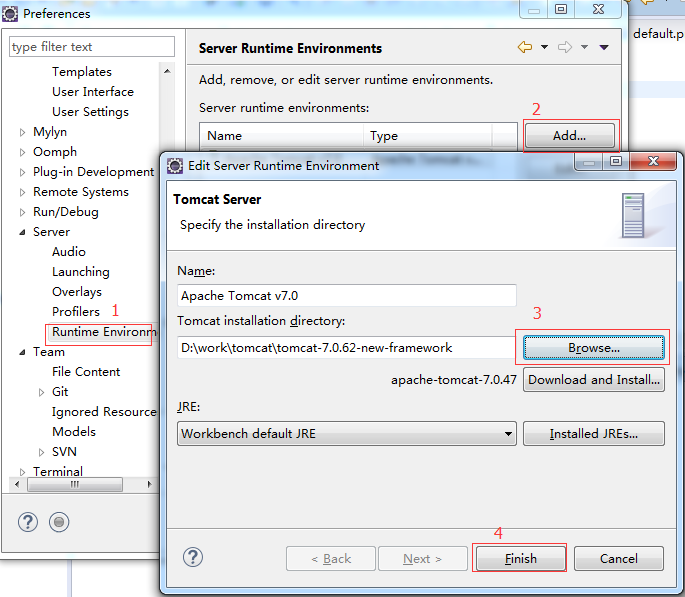 Preferences
default.p
type filter text
Templates
User Interface
User Settings
Mylyn
Oomph
Plug-in Development
Remote Systems
Run/Debug
Server
Audio
Launching
Overlays
Profilers
1
Runtime Environm
Team
File Content
Git
Ignored Resource
Models
SVN
Terminal
Server Runtime Environments
Add, remove, or edit server runtime environments.
Server runtime environments:
2
Name Type
Add...
Edit Server Runtime Environment
Tomcat Server
Specify the installation directory
Name:
Apache Tomcat v7.0
Tomcat installation directory:
3
D:\work\tomcat\tomcat-7.0.62-new-framework
Browse...
apache-tomcat-7.0.47
Download and Install...
JRE:
Workbench default JRE
Installed JREs...
4
< Back
Next >
Finish
Cancel